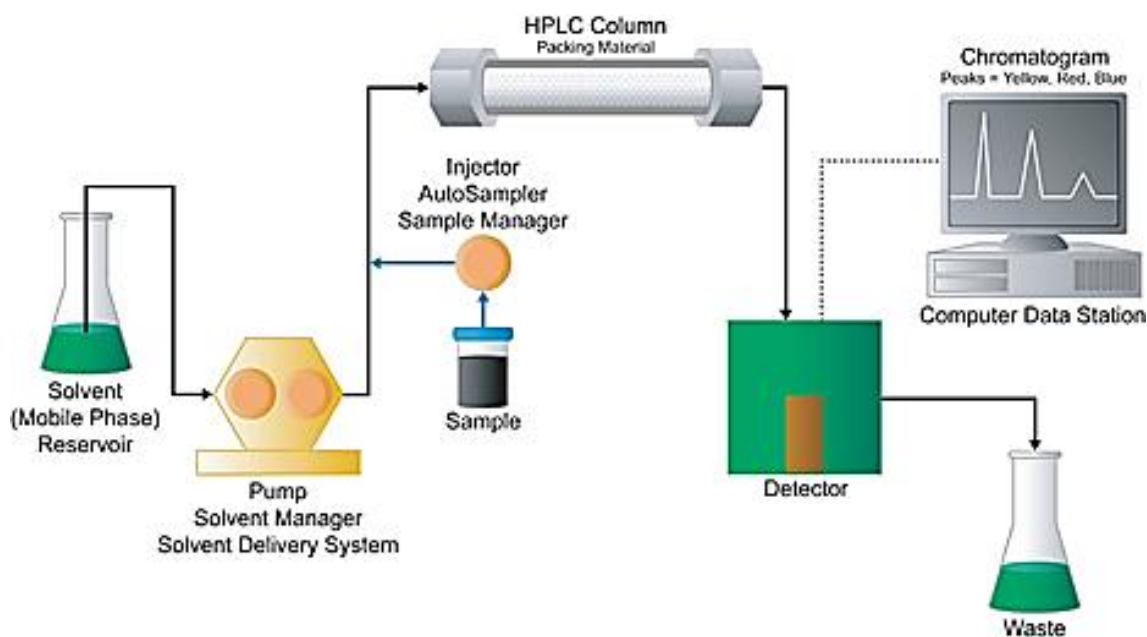 HPLC Column
Packing Material
Chromatogram
Peaks = Yellow, Red, Blue
Injector
AutoSampler
Sample Manager
Computer Data Station
Solvent
(Mobile Phase)
Reservoir
Sample
Pump
Solvent Manager
Solvent Delivery System
Detector
Waste